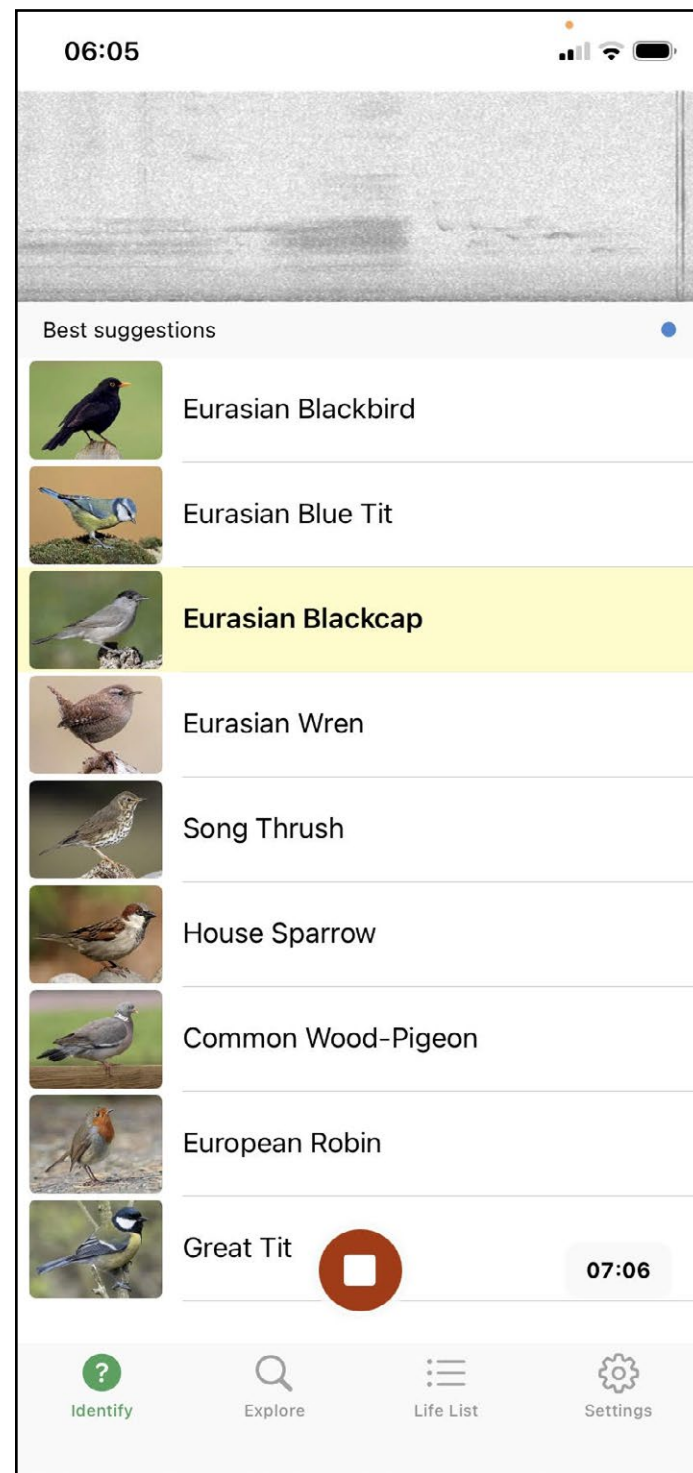 06:05
Best suggestions
Eurasian Blackbird
Eurasian Blue Tit
Eurasian Blackcap
Eurasian Wren
Song Thrush
House Sparrow
Common Wood-Pigeon
European Robin
Great Tit
07:06
?
Identify
Explore
Life List
Settings